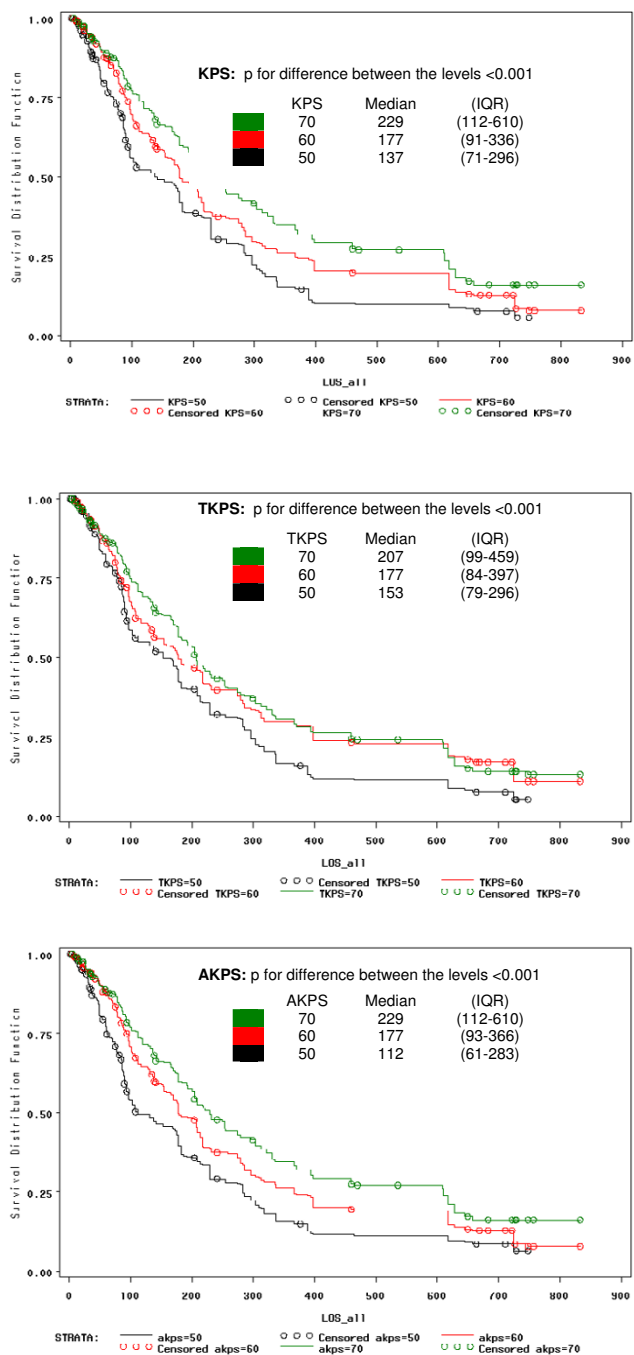 KPS: p for difference between the levels <0.001
KPS Median (IQR)
70 229 (112-610)
60 177 (91-336)
50 137 (71-296)
Survival Distribution Function
1.00
0.75
0.50
0.25
0.00
0 100 200 300 400 500 600 700 800 900
LOS_all
STRATA: KPS=50 Censored KPS=50 KPS=60
Censored KPS=60 KPS=70 Censored KPS=70
TKPS: p for difference between the levels <0.001
TKPS Median (IQR)
70 207 (99-459)
60 177 (84-397)
50 153 (79-296)
Survival Distribution Function
1.00
0.75
0.50
0.25
0.00
0 100 200 300 400 500 600 700 800 900
LOS_all
STRATA: TKPS=50 Censored TKPS=50 TKPS=60
Censored TKPS=60 TKPS=70 Censored TKPS=70
AKPS: p for difference between the levels <0.001
AKPS Median (IQR)
70 229 (112-610)
60 177 (93-366)
50 112 (61-283)
Survival Distribution Function
1.00
0.75
0.50
0.25
0.00
0 100 200 300 400 500 600 700 800 900
LOS_all
STRATA: akps=50 Censored akps=50 akps=60
Censored akps=60 akps=70 Censored akps=70